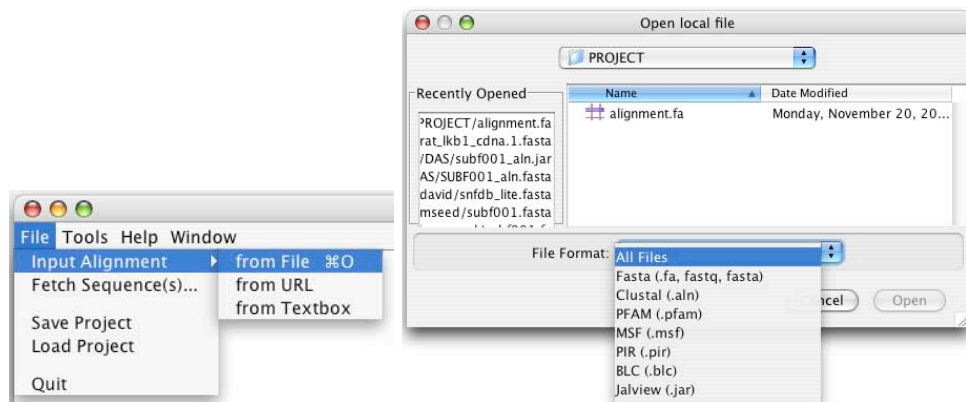 File Tools Help Window
Input Alignment from File ⌘O
Fetch Sequence(s)... from URL
from Textbox
Save Project
Load Project
Quit
Open local file
PROJECT
Recently Opened
PROJECT/alignment.fa
rat_lkb1_cdna.1.fasta
/DAS/subf001_aln.jar
AS/SUBF001_aln.fasta
david/snfdb_lite.fasta
mseed/subf001.fasta
Name Date Modified
alignment.fa Monday, November 20, 20...
File Format:
All Files
Fasta (.fa, fastq, fasta)
Clustal (.aln)
PFAM (.pfam)
MSF (.msf)
PIR (.pir)
BLC (.blc)
Jalview (.jar)
ncel Open